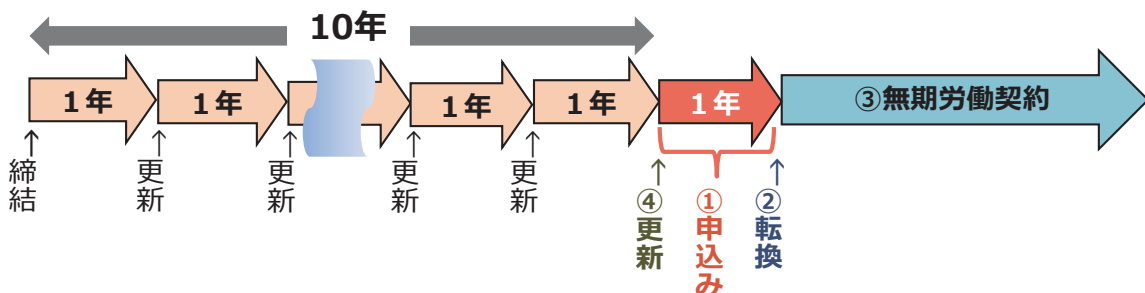 10年
1年
1年
1年
1年
1年
③無期労働契約
↑締結
↑更新
↑更新
↑更新
↑更新
↑④更新
①申込み
↑②転換